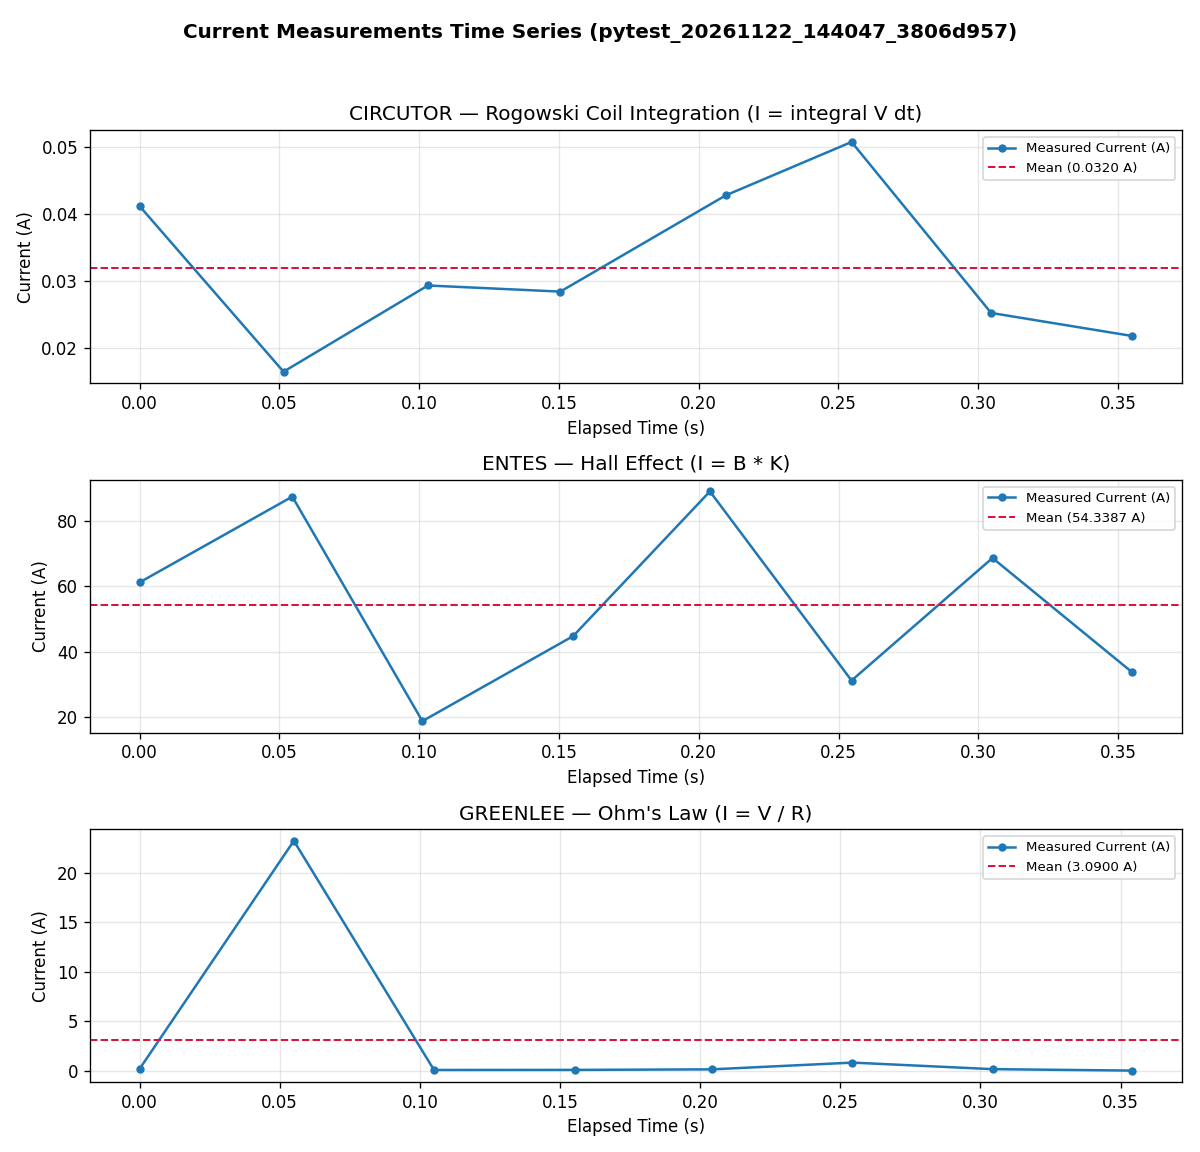 Current Measurements Time Series (pytest_20261122_144047_3806d957)
CIRCUTOR — Rogowski Coil Integration (I = integral V dt)
Current (A)
0.05
0.04
0.03
0.02
Measured Current (A)
Mean (0.0320 A)
0.00 0.05 0.10 0.15 0.20 0.25 0.30 0.35
Elapsed Time (s)
ENTES — Hall Effect (I = B * K)
Current (A)
80
60
40
20
Measured Current (A)
Mean (54.3387 A)
0.00 0.05 0.10 0.15 0.20 0.25 0.30 0.35
Elapsed Time (s)
GREENLEE — Ohm's Law (I = V / R)
Current (A)
20
15
10
5
0
Measured Current (A)
Mean (3.0900 A)
0.00 0.05 0.10 0.15 0.20 0.25 0.30 0.35
Elapsed Time (s)